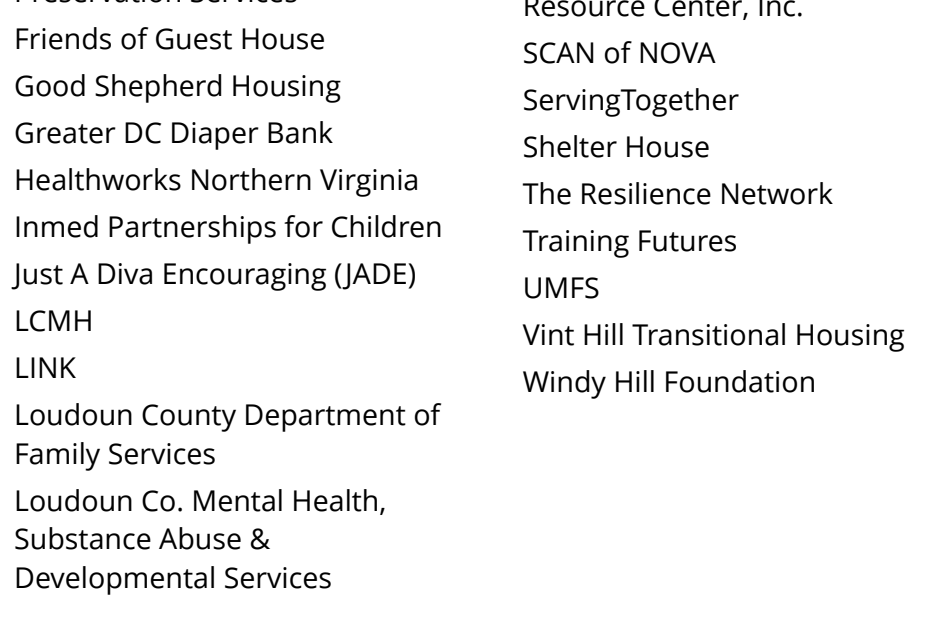 Preservation Services
Friends of Guest House
Good Shepherd Housing
Greater DC Diaper Bank
Healthworks Northern Virginia
Inmed Partnerships for Children
Just A Diva Encouraging (JADE)
LCMH
LINK
Loudoun County Department of
Family Services
Loudoun Co. Mental Health,
Substance Abuse &
Developmental Services
Resource Center, Inc.
SCAN of NOVA
ServingTogether
Shelter House
The Resilience Network
Training Futures
UMFS
Vint Hill Transitional Housing
Windy Hill Foundation